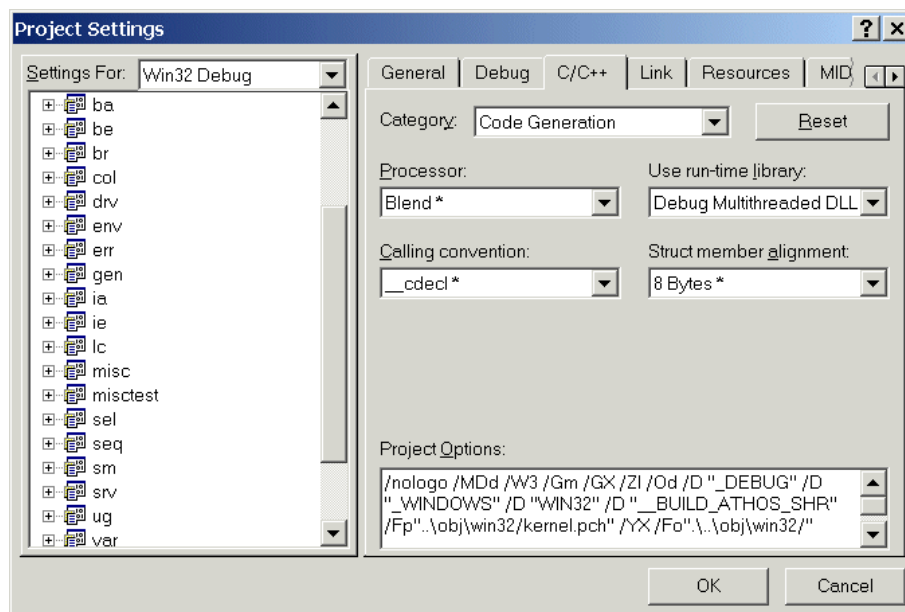 Project Settings
Settings For: Win32 Debug
ba
be
br
col
drv
env
err
gen
ia
ie
lc
misc
misctest
sel
seq
sm
srv
ug
var
General Debug C/C++ Link Resources MID
Category: Code Generation Reset
Processor: Use run-time library:
Blend * Debug Multithreaded DLL
Calling convention: Struct member alignment:
__cdecl * 8 Bytes *
Project Options:
/nologo /MDd /W3 /Gm /GX /ZI /Od /D "_DEBUG" /D
"_WINDOWS" /D "WIN32" /D "__BUILD_ATHOS_SHR"
/Fp"..\obj\win32/kernel.pch" /YX /Fo".\..\obj\win32/"
OK Cancel